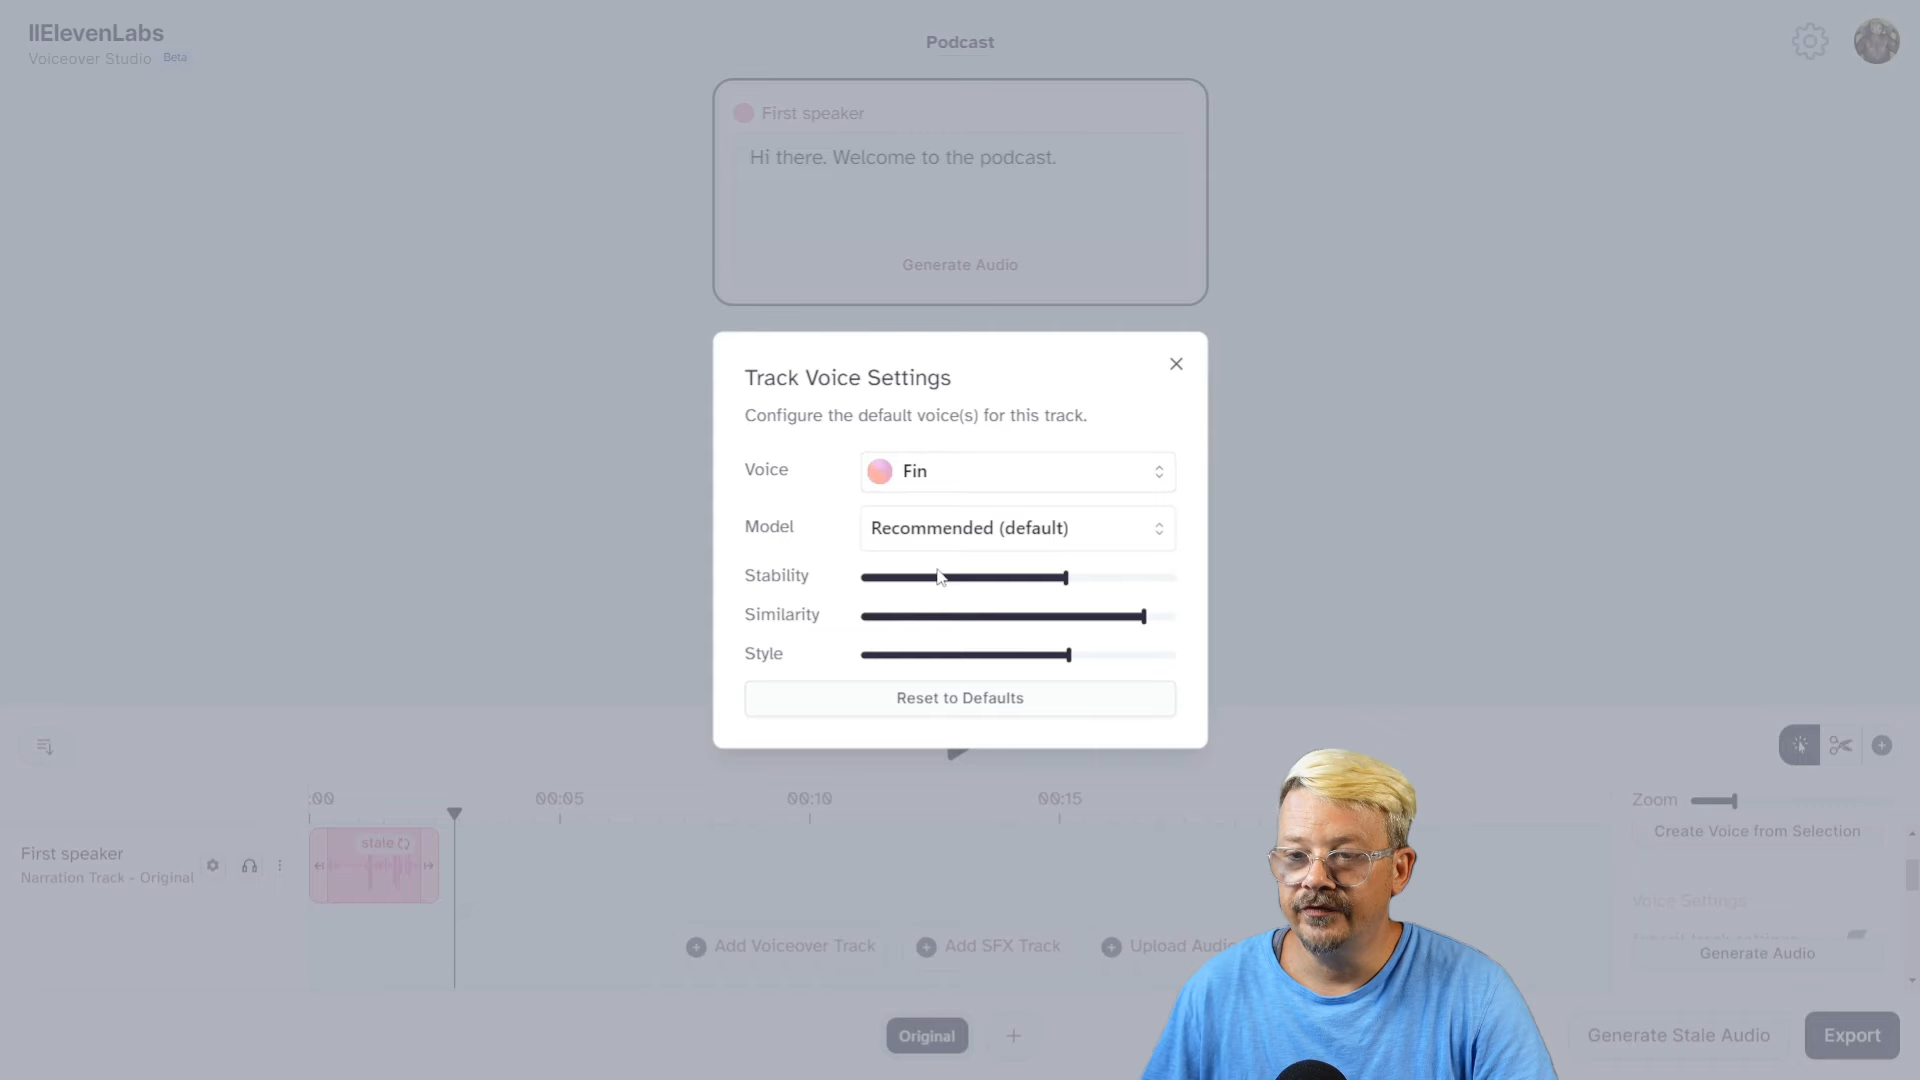 IIElevenLabs
Voiceover Studio Beta
Podcast
First speaker
Hi there. Welcome to the podcast.
Generate Audio
Track Voice Settings
Configure the default voice(s) for this track.
Voice Fin
Model Recommended (default)
Stability
Similarity
Style
Reset to Defaults
:00 00:05 00:10 00:15
Zoom
Create Voice from Selection
stale
First speaker
Narration Track - Original
Voice Settings
Inherit track settings
Generate Audio
Add Voiceover Track Add SFX Track Upload Audio
Original
Generate Stale Audio Export